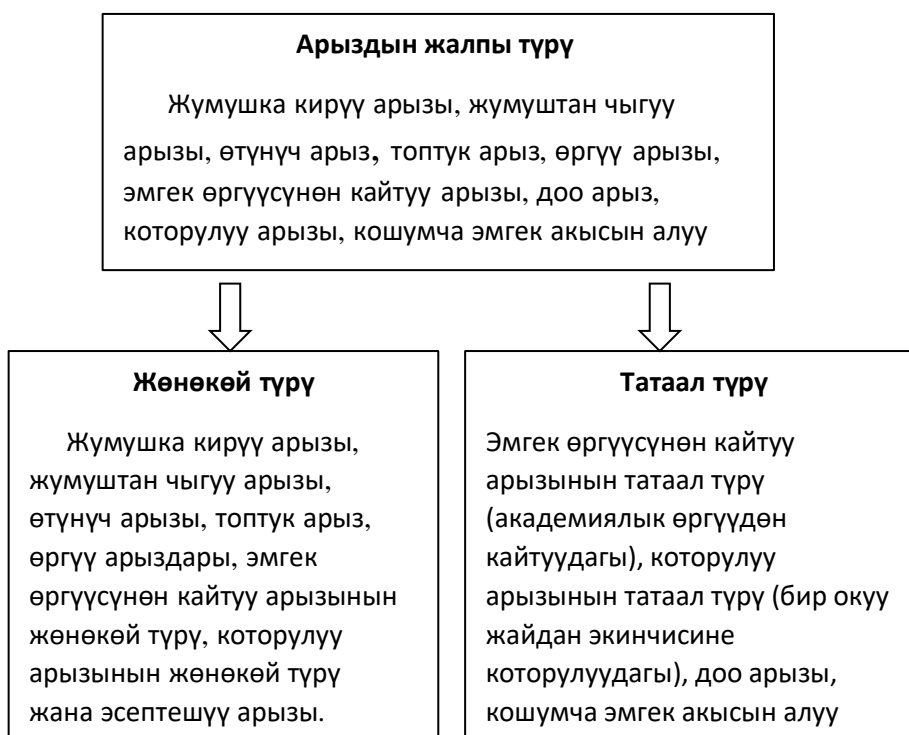 Арыздын жалпы түрү
Жумушка кирүү арызы, жумуштан чыгуу
арызы, өтүнүч арыз, топтук арыз, өргүү арызы,
эмгек өргүүсүнөн кайтуу арызы, доо арыз,
которулуу арызы, кошумча эмгек акысын алуу
Жөнөкөй түрү
Жумушка кирүү арызы,
жумуштан чыгуу арызы,
өтүнүч арызы, топтук арыз,
өргүү арыздары, эмгек
өргүүсүнөн кайтуу арызынын
жөнөкөй түрү, которулуу
арызынын жөнөкөй түрү
жана эсептешүү арызы.
Татаал түрү
Эмгек өргүүсүнөн кайтуу
арызынын татаал түрү
(академиялык өргүүдөн
кайтуудагы), которулуу
арызынын татаал түрү (бир окуу
жайдан экинчисине
которулуудагы), доо арызы,
кошумча эмгек акысын алуу